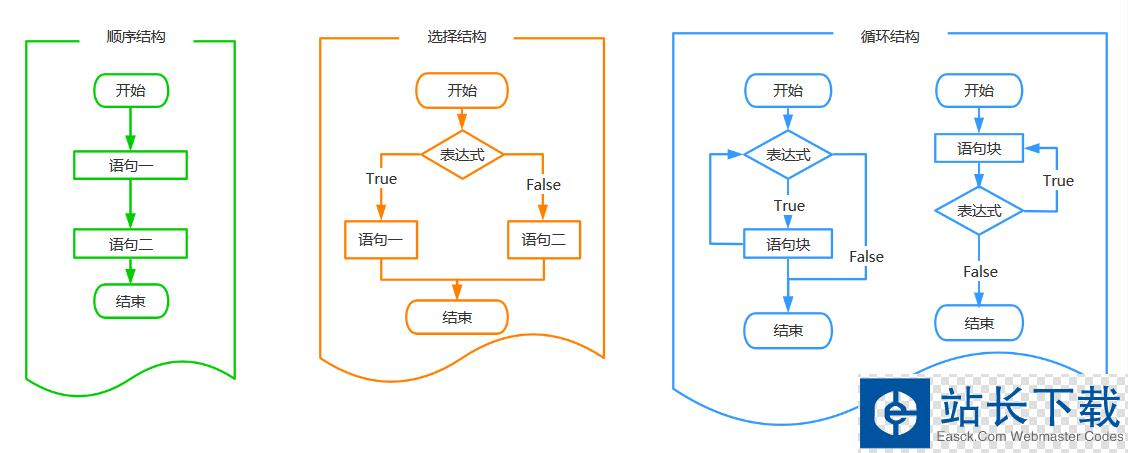 顺序结构
开始
语句一
语句二
结束
选择结构
开始
表达式
True
False
语句一
语句二
结束
循环结构
开始
表达式
True
语句块
False
结束
开始
语句块
True
表达式
False
结束
站长下载
Easck.Com Webmaster Codes